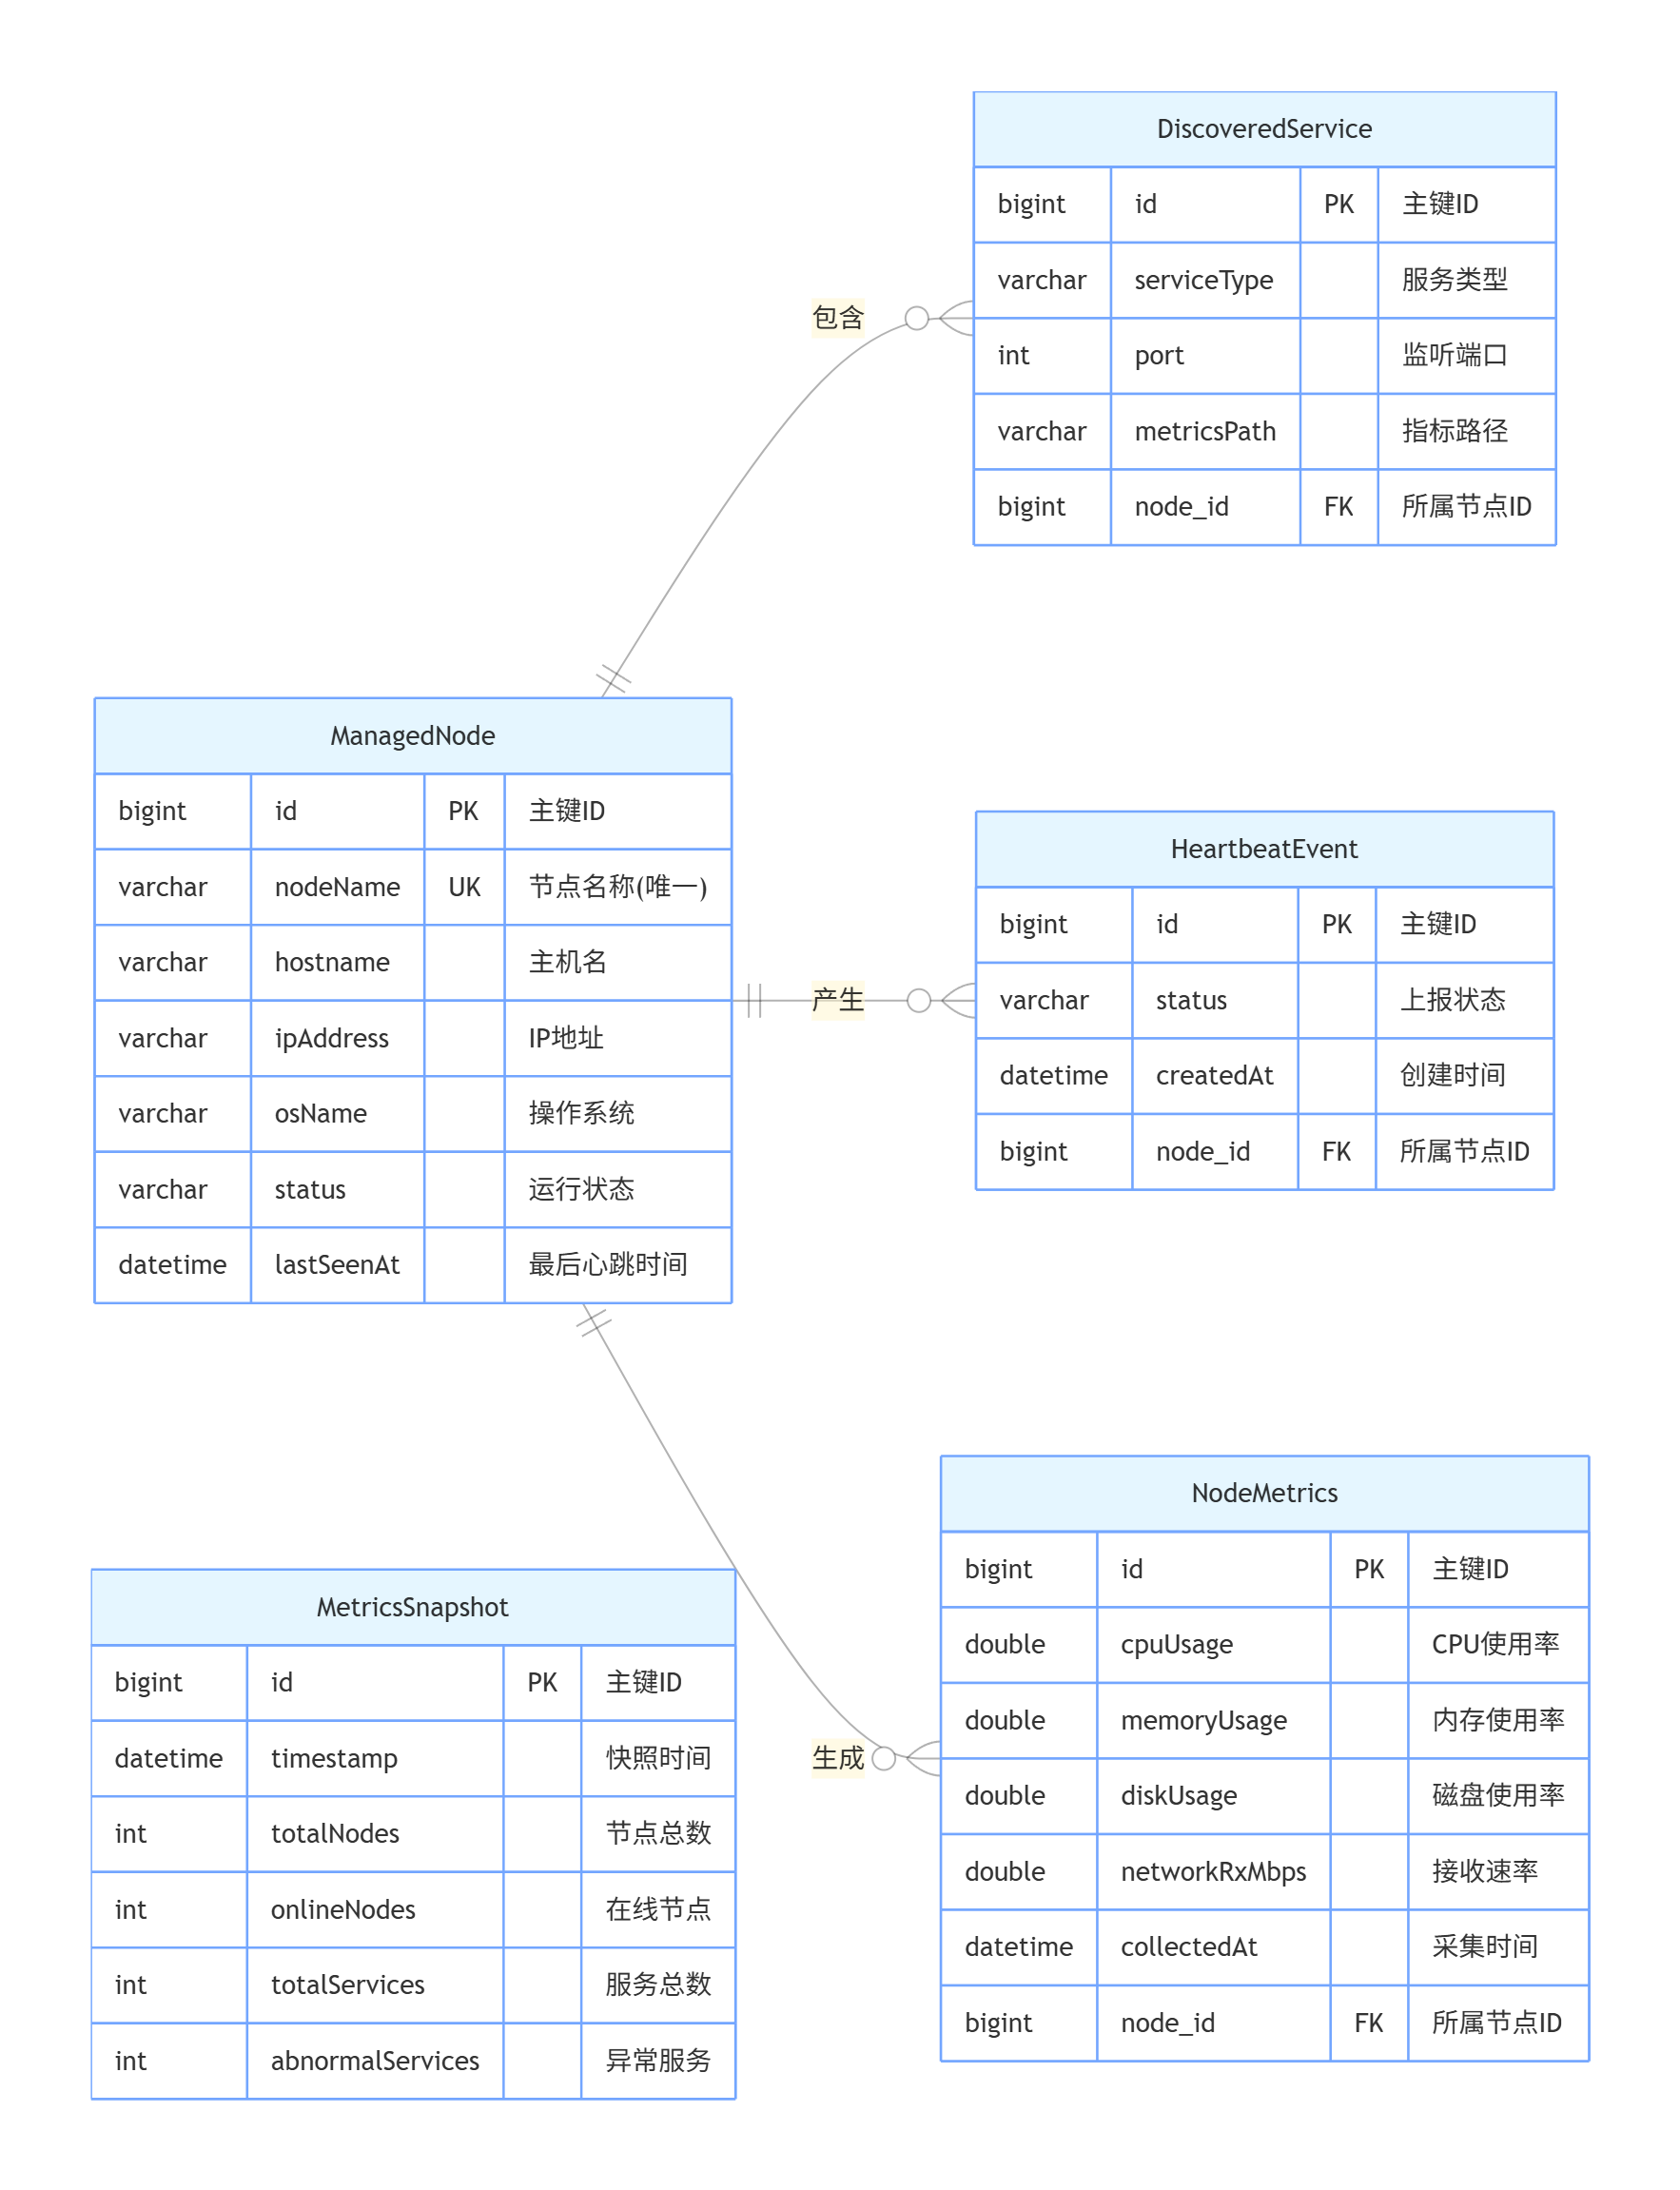 DiscoveredService
bigint id PK 主键ID
varchar serviceType 服务类型
int port 监听端口
varchar metricsPath 指标路径
bigint node_id FK 所属节点ID
包含
ManagedNode
bigint id PK 主键ID
varchar nodeName UK 节点名称(唯一)
varchar hostname 主机名
varchar ipAddress IP地址
varchar osName 操作系统
varchar status 运行状态
datetime lastSeenAt 最后心跳时间
产生
HeartbeatEvent
bigint id PK 主键ID
varchar status 上报状态
datetime createdAt 创建时间
bigint node_id FK 所属节点ID
生成
NodeMetrics
bigint id PK 主键ID
double cpuUsage CPU使用率
double memoryUsage 内存使用率
double diskUsage 磁盘使用率
double networkRxMbps 接收速率
datetime collectedAt 采集时间
bigint node_id FK 所属节点ID
MetricsSnapshot
bigint id PK 主键ID
datetime timestamp 快照时间
int totalNodes 节点总数
int onlineNodes 在线节点
int totalServices 服务总数
int abnormalServices 异常服务